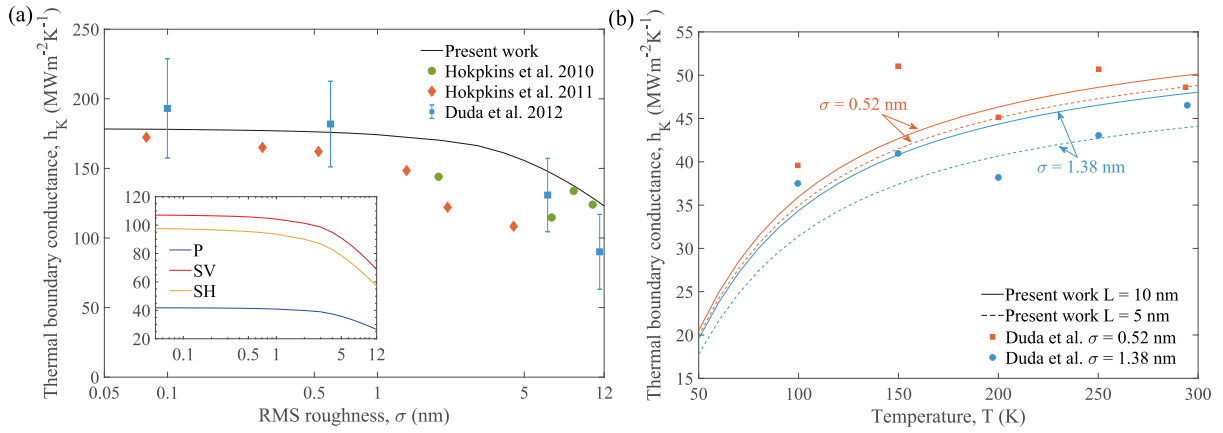 (a)
Thermal boundary conductance, h_K (MWm⁻²K⁻¹)
250
200
150
100
50
0
0.05
0.1
0.5
1
5
12
RMS roughness, σ (nm)
Present work
Hokpkins et al. 2010
Hokpkins et al. 2011
Duda et al. 2012
120
100
80
60
40
20
P
SV
SH
0.1
0.5
1
5
12
(b)
Thermal boundary conductance, h_K (MWm⁻²K⁻¹)
55
50
45
40
35
30
25
20
15
50
100
150
200
250
300
Temperature, T (K)
σ = 0.52 nm
σ = 1.38 nm
Present work L = 10 nm
Present work L = 5 nm
Duda et al. σ = 0.52 nm
Duda et al. σ = 1.38 nm